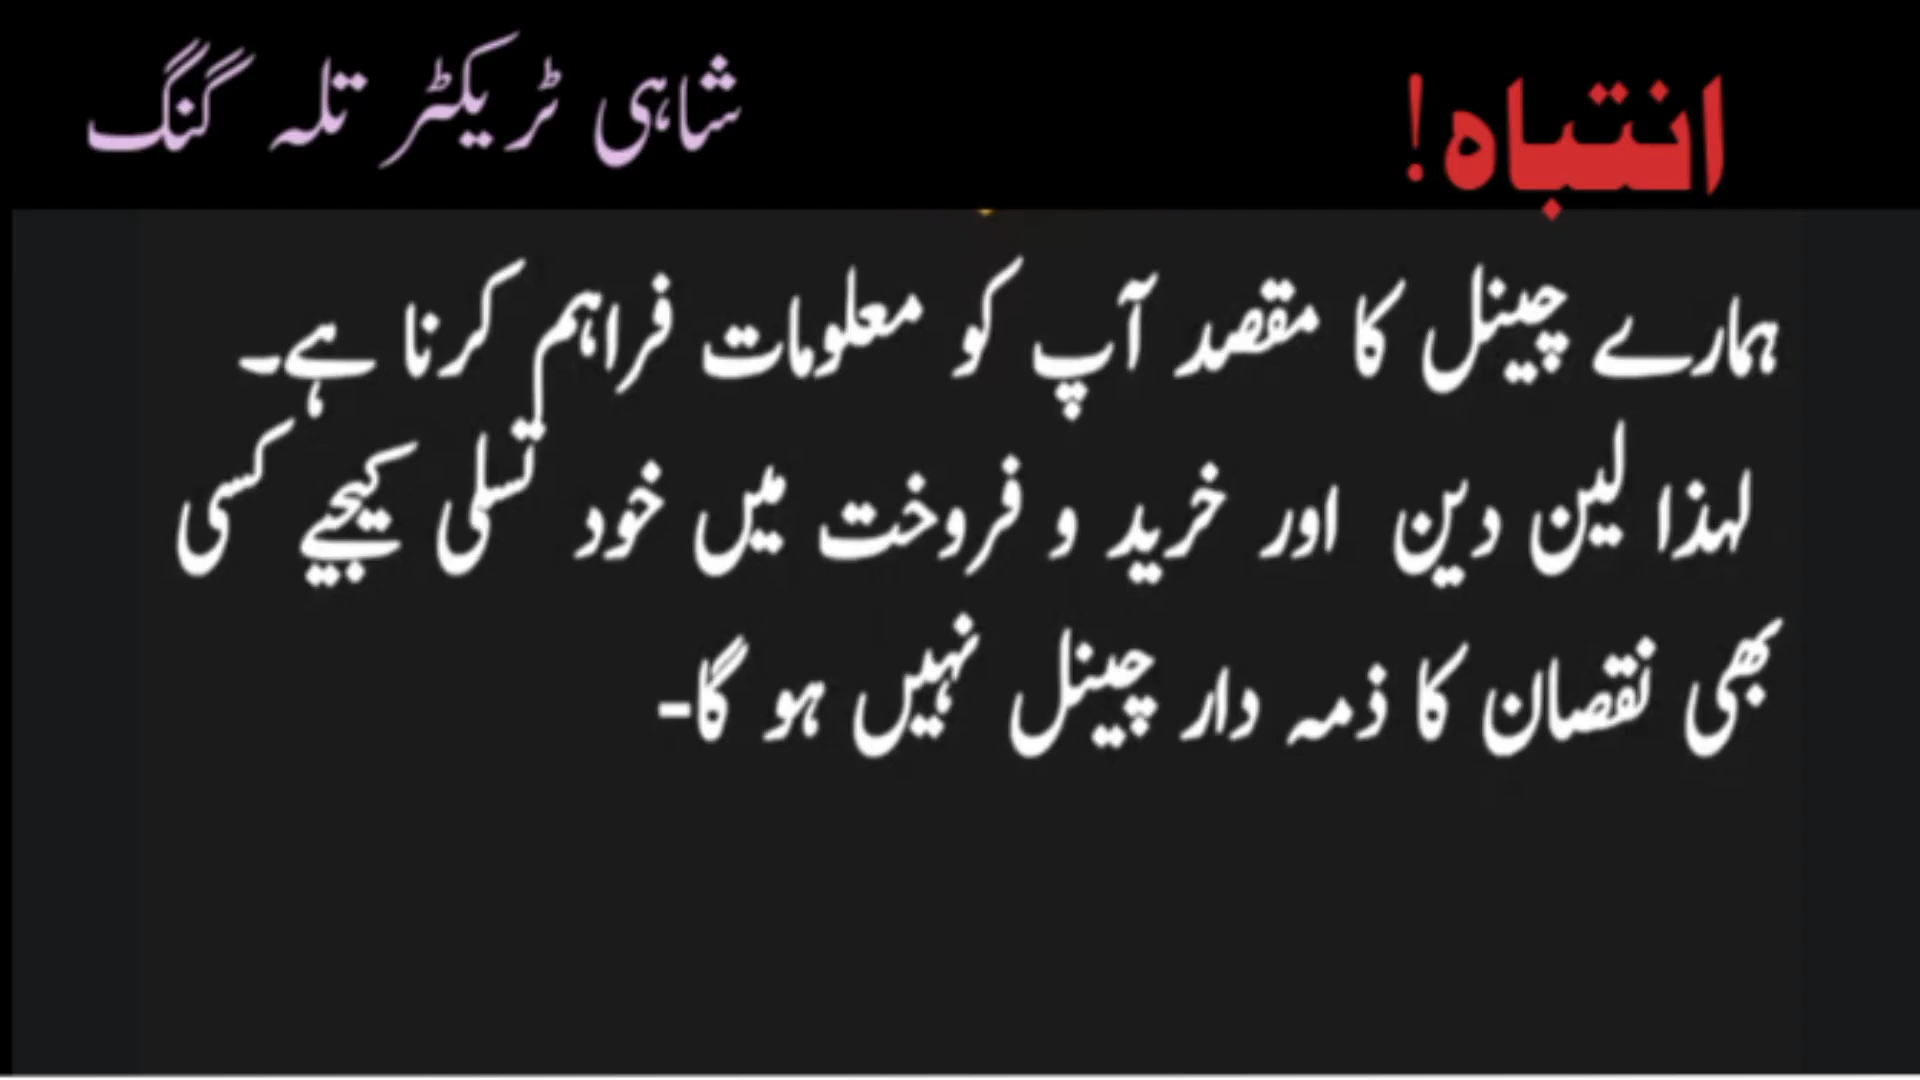 انتباہ!
شاہی ٹریکٹر تلہ گنگ
ہمارے چینل کا مقصد آپ کو معلومات فراہم کرنا ہے۔
لہذا لین دین اور خرید و فروخت میں خود تسلی کیجیے کسی
بھی نقصان کا ذمہ دار چینل نہیں ہو گا-